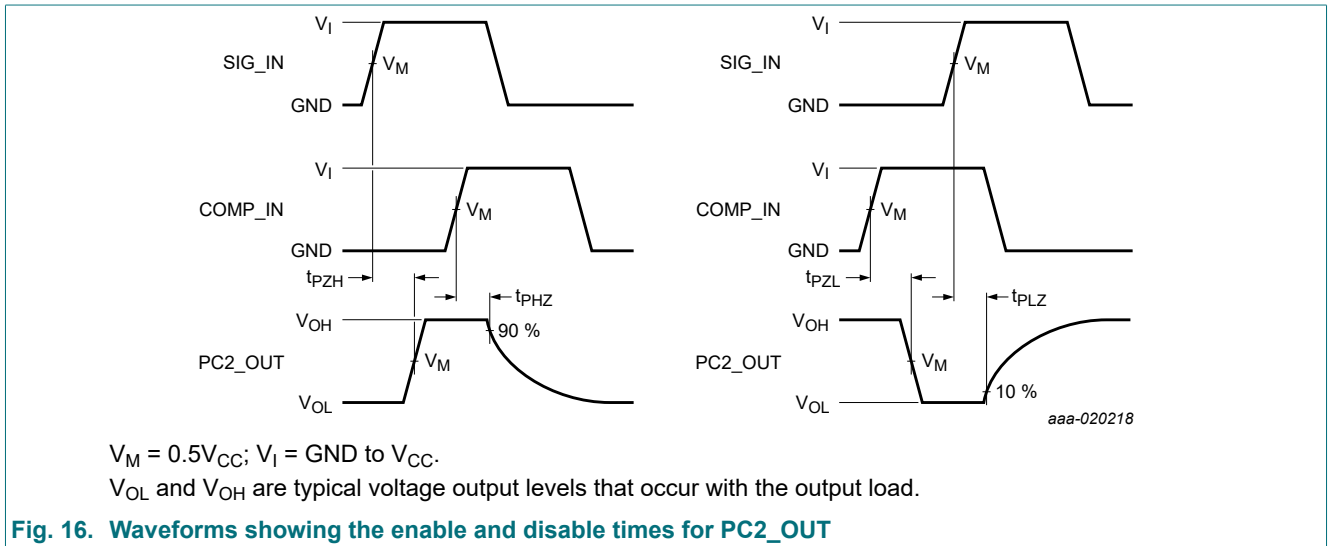 V_I
SIG_IN
V_M
GND
V_I
COMP_IN
V_M
GND
t_PZH
t_PHZ
V_OH
90 %
PC2_OUT
V_M
V_OL
V_I
SIG_IN
V_M
GND
V_I
COMP_IN
V_M
GND
t_PZL
t_PLZ
V_OH
PC2_OUT
V_M
10 %
V_OL
aaa-020218
V_M = 0.5V_CC; V_I = GND to V_CC.
V_OL and V_OH are typical voltage output levels that occur with the output load.
Fig. 16. Waveforms showing the enable and disable times for PC2_OUT